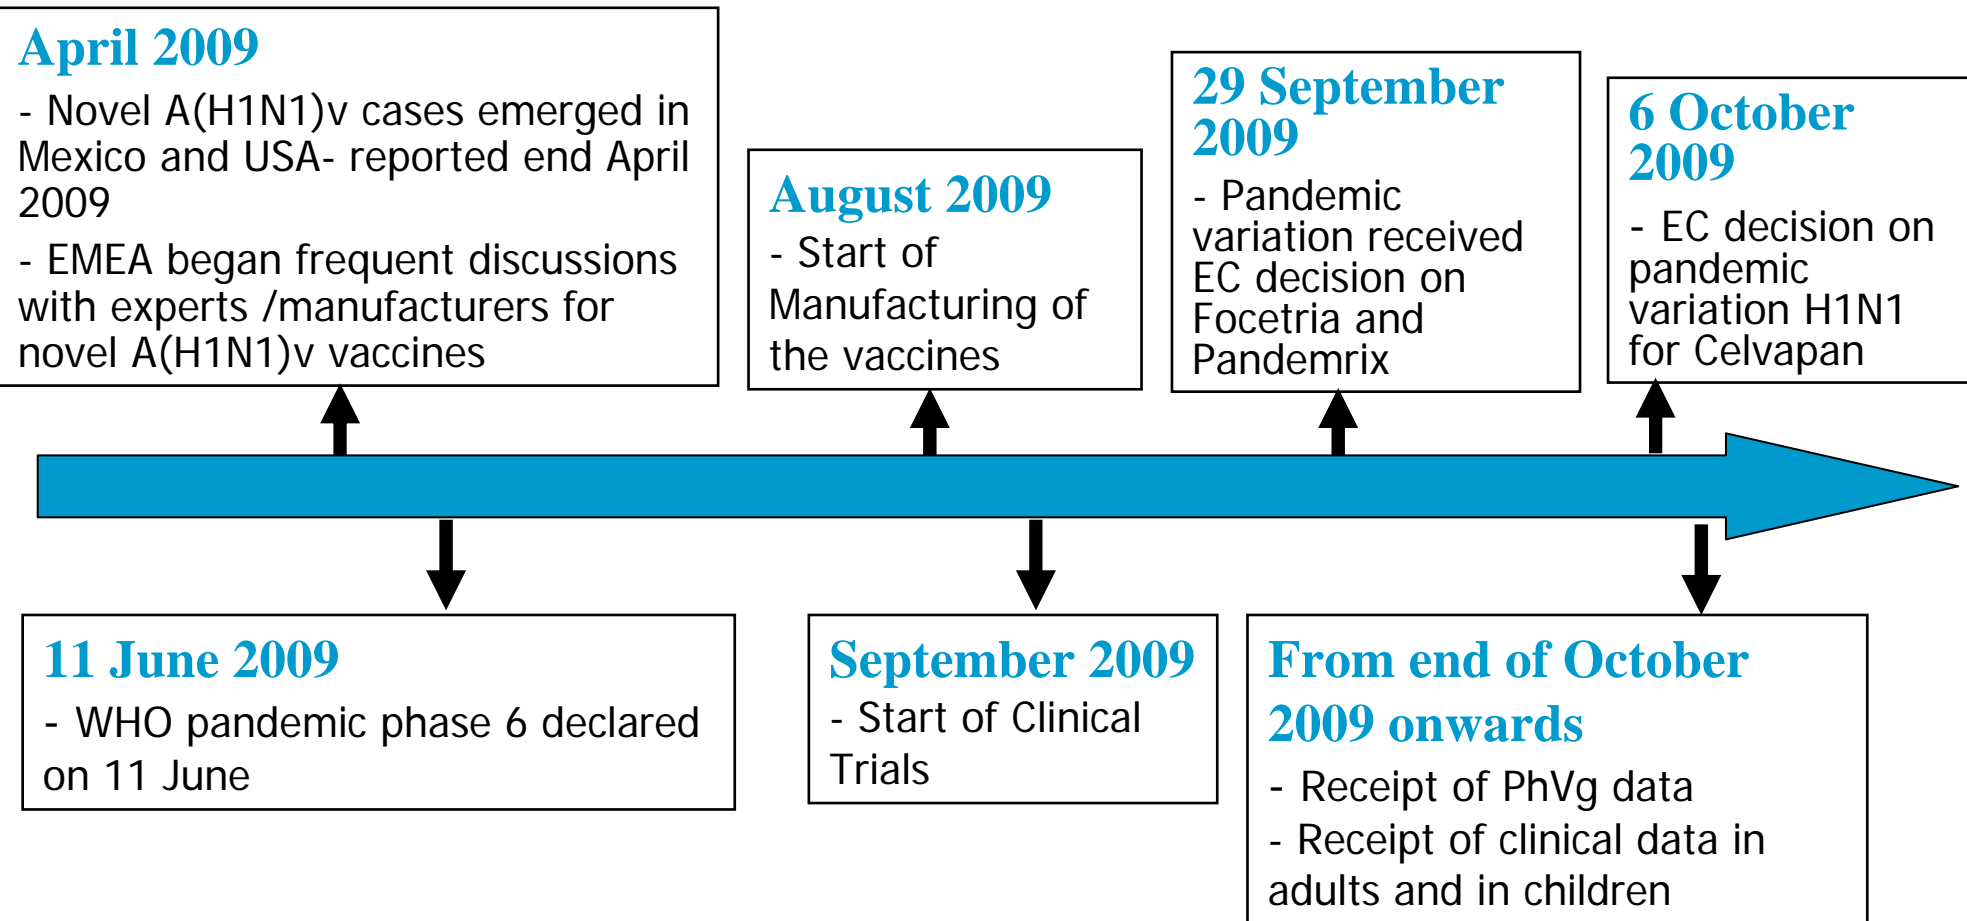 April 2009
- Novel A(H1N1)v cases emerged in
Mexico and USA- reported end April
2009
- EMEA began frequent discussions
with experts /manufacturers for
novel A(H1N1)v vaccines
August 2009
- Start of
Manufacturing of
the vaccines
29 September
2009
- Pandemic
variation received
EC decision on
Focetria and
Pandemrix
6 October
2009
- EC decision on
pandemic
variation H1N1
for Celvapan
11 June 2009
- WHO pandemic phase 6 declared
on 11 June
September 2009
- Start of Clinical
Trials
From end of October
2009 onwards
- Receipt of PhVg data
- Receipt of clinical data in
adults and in children